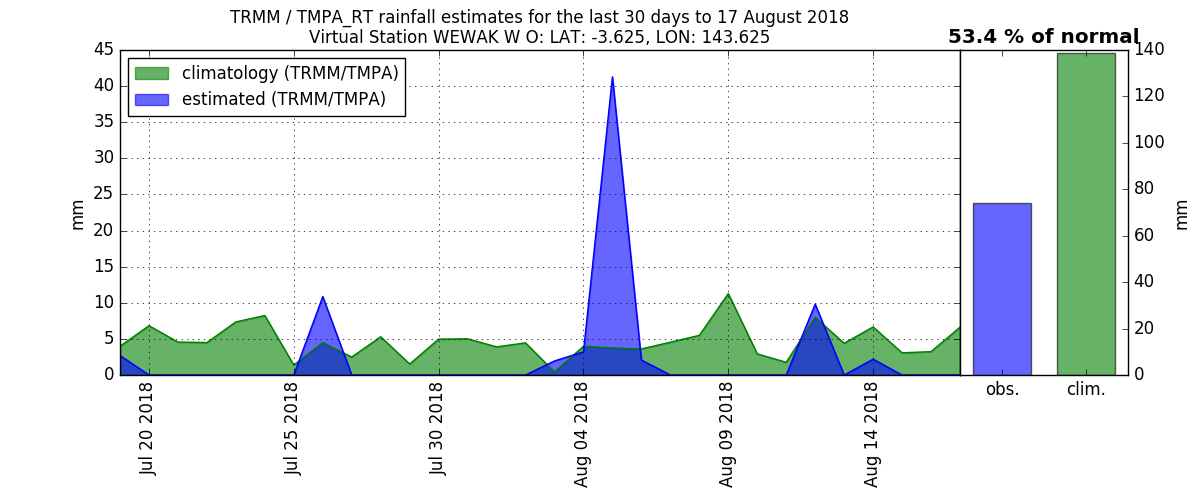 TRMM / TMPA_RT rainfall estimates for the last 30 days to 17 August 2018
Virtual Station WEWAK W O: LAT: -3.625, LON: 143.625
53.4 % of normal
climatology (TRMM/TMPA)
estimated (TRMM/TMPA)
mm
45
40
35
30
25
20
15
10
5
0
Jul 20 2018
Jul 25 2018
Jul 30 2018
Aug 04 2018
Aug 09 2018
Aug 14 2018
obs.
clim.
140
120
100
80
60
40
20
0
mm